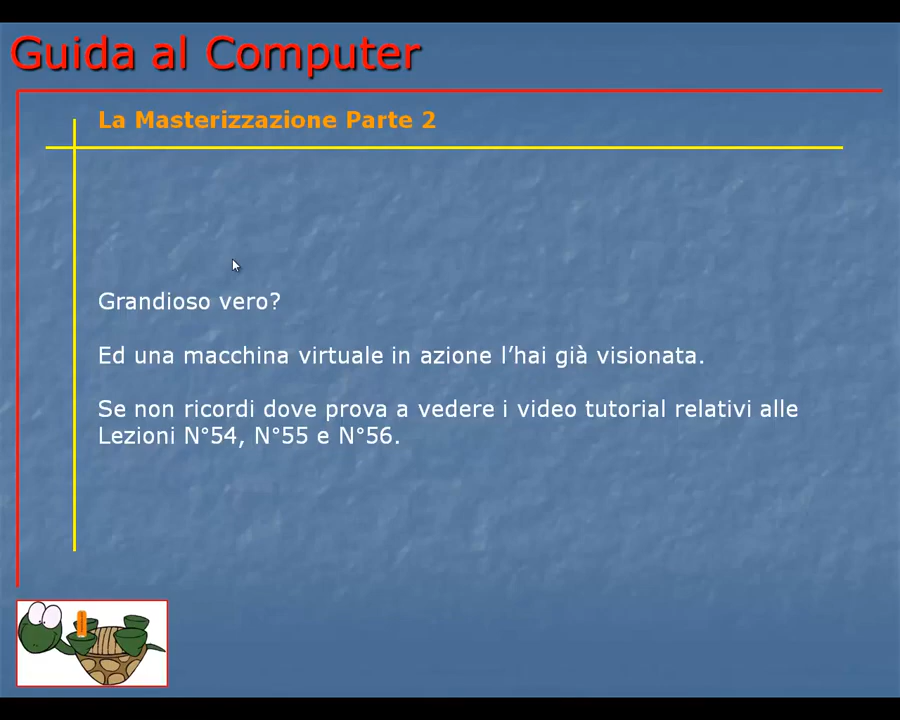 Guida al Computer
La Masterizzazione Parte 2
Grandioso vero?
Ed una macchina virtuale in azione l’hai già visionata.
Se non ricordi dove prova a vedere i video tutorial relativi alle
Lezioni N°54, N°55 e N°56.